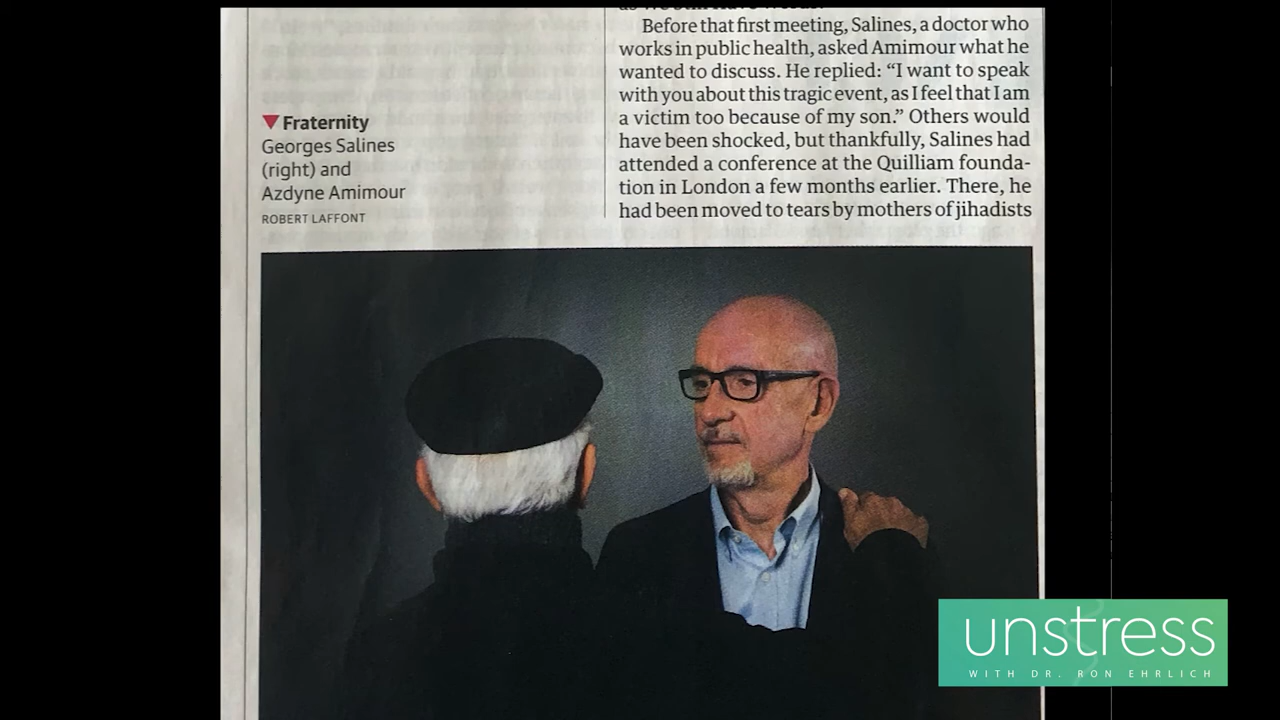 Before that first meeting, Salines, a doctor who
works in public health, asked Amimour what he
wanted to discuss. He replied: “I want to speak
with you about this tragic event, as I feel that I am
a victim too because of my son.” Others would
have been shocked, but thankfully, Salines had
attended a conference at the Quilliam founda-
tion in London a few months earlier. There, he
had been moved to tears by mothers of jihadists
Fraternity
Georges Salines
(right) and
Azdyne Amimour
ROBERT LAFFONT
unstress
WITH DR. RON EHRLICH